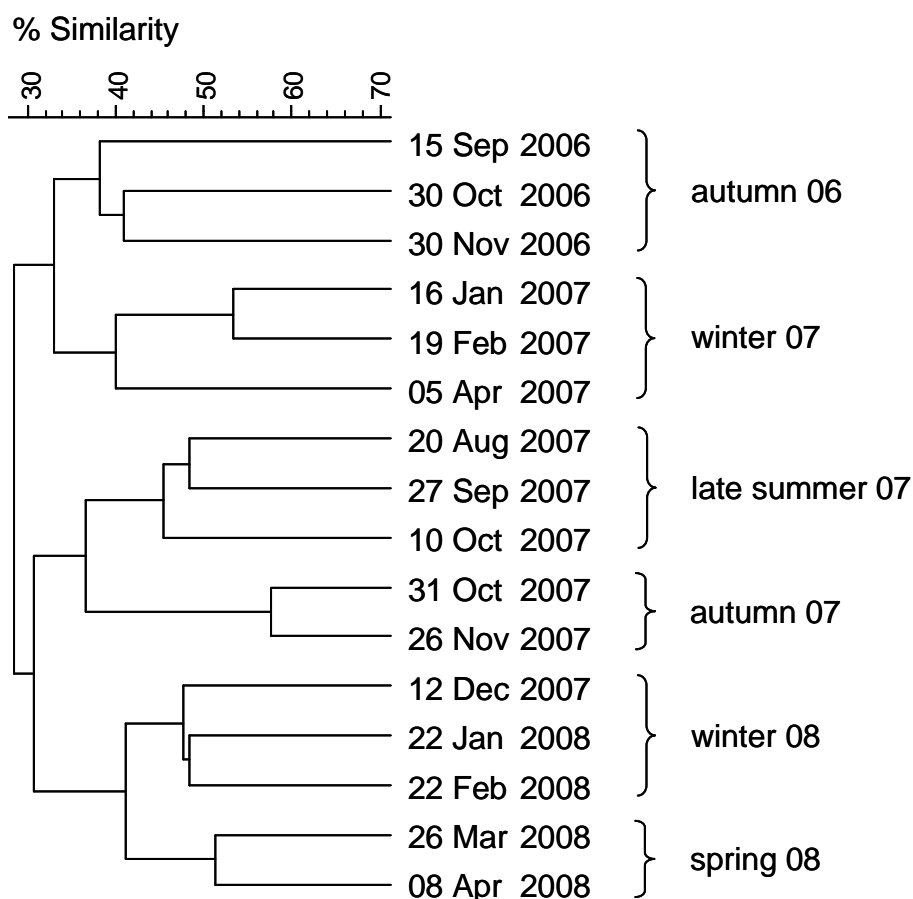 % Similarity
30 40 50 60 70
15 Sep 2006
30 Oct 2006
autumn 06
30 Nov 2006
16 Jan 2007
19 Feb 2007
winter 07
05 Apr 2007
20 Aug 2007
27 Sep 2007
late summer 07
10 Oct 2007
31 Oct 2007
autumn 07
26 Nov 2007
12 Dec 2007
22 Jan 2008
winter 08
22 Feb 2008
26 Mar 2008
spring 08
08 Apr 2008